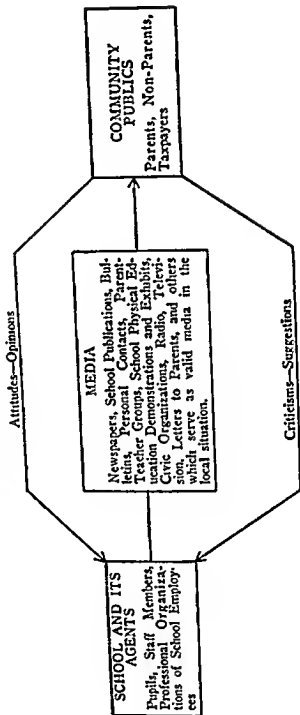 Attitudes—Opinions
SCHOOL AND ITS
AGENTS
Pupils, Staff Members,
Professional Organiza-
tions of School Employ-
ees
MEDIA
Newspapers, School Publications, Bul-
letins, Personal Contacts, Parent-
Teacher Groups, School Physical Ed-
ucation Demonstrations and Exhibits,
Civic Organizations, Radio, Televi-
sion, Letters to Parents, and others
which serve as valid media in the
local situation.
COMMUNITY
PUBLICS
Parents, Non-Parents,
Taxpayers
Criticisms—Suggestions